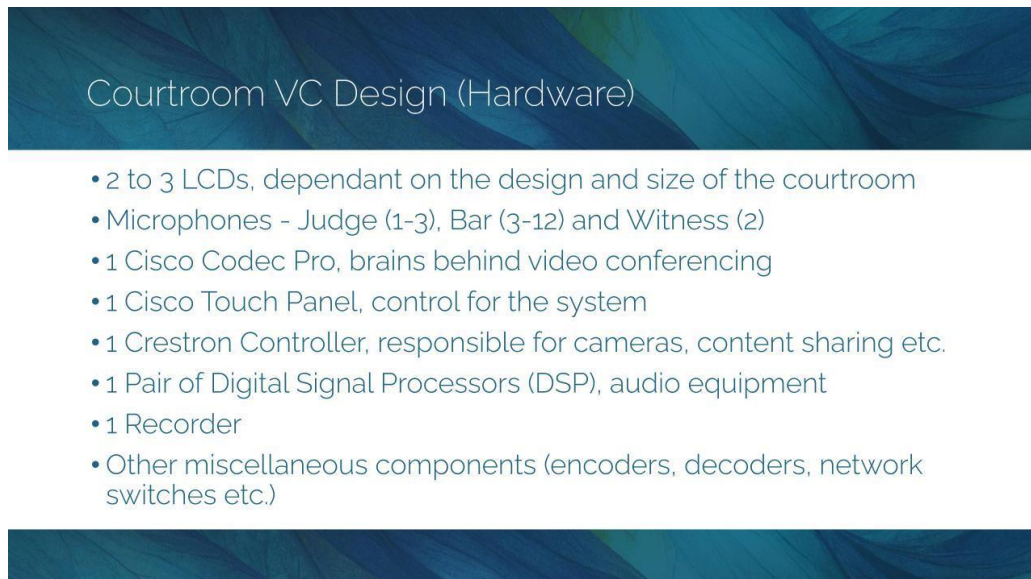 Courtroom VC Design (Hardware)
• 2 to 3 LCDs, dependant on the design and size of the courtroom
• Microphones - Judge (1-3), Bar (3-12) and Witness (2)
• 1 Cisco Codec Pro, brains behind video conferencing
• 1 Cisco Touch Panel, control for the system
• 1 Crestron Controller, responsible for cameras, content sharing etc.
• 1 Pair of Digital Signal Processors (DSP), audio equipment
• 1 Recorder
• Other miscellaneous components (encoders, decoders, network
switches etc.)